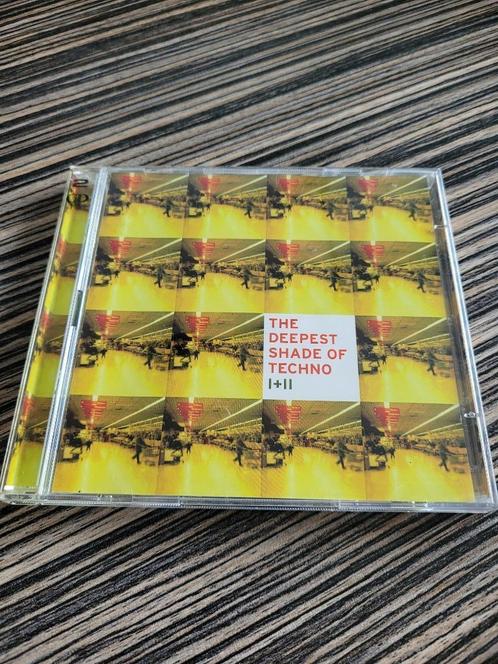 THE
DEEPEST
SHADE OF
TECHNO
I+II